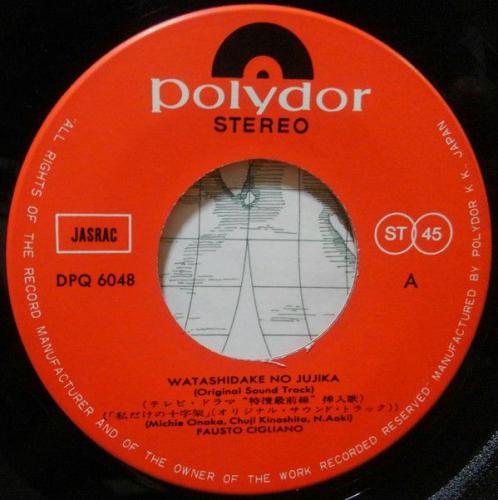 polydor
STEREO
JASRAC
DPQ 6048
ST 45
A
WATASHIDAKE NO JUJIKA
(Original Sound Track)
(テレビ・ドラマ“特捜最前線”挿入歌)
(「私だけの十字架」(オリジナル・サウンド・トラック))
(Michie Onaka, Chuji Kinoshita, N.Aoki)
FAUSTO CIGLIANO
"ALL RIGHTS OF THE RECORD MANUFACTURER AND OF THE OWNER OF THE WORK RECORDED RESERVED" MANUFACTURED BY POLYDOR K.K. JAPAN